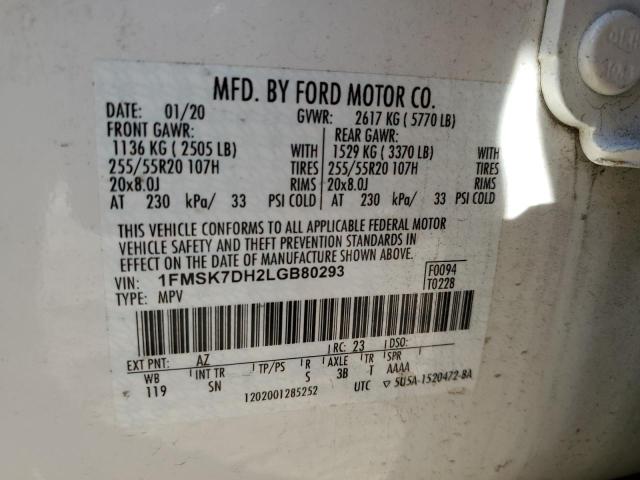 MFD. BY FORD MOTOR CO.
DATE: 01/20 GVWR: 2617 KG ( 5770 LB)
FRONT GAWR: REAR GAWR:
1136 KG ( 2505 LB) 1529 KG ( 3370 LB)
255/55R20 107H TIRES 255/55R20 107H TIRES
20x8.0J RIMS 20x8.0J RIMS
AT 230 kPa/ 33 PSI COLD AT 230 kPa/ 33 PSI COLD
THIS VEHICLE CONFORMS TO ALL APPLICABLE FEDERAL MOTOR
VEHICLE SAFETY AND THEFT PREVENTION STANDARDS IN
EFFECT ON THE DATE OF MANUFACTURE SHOWN ABOVE.
VIN: 1FMSK7DH2LGB80293 F0094
TYPE: MPV T0228
EXT PNT: AZ RC: 23 DSO:
WB INT TR TP/PS R AXLE TR SPR
119 SN S 3B T AAAA
1202001285252 UTC ▽ 5U5A-1520472-BA